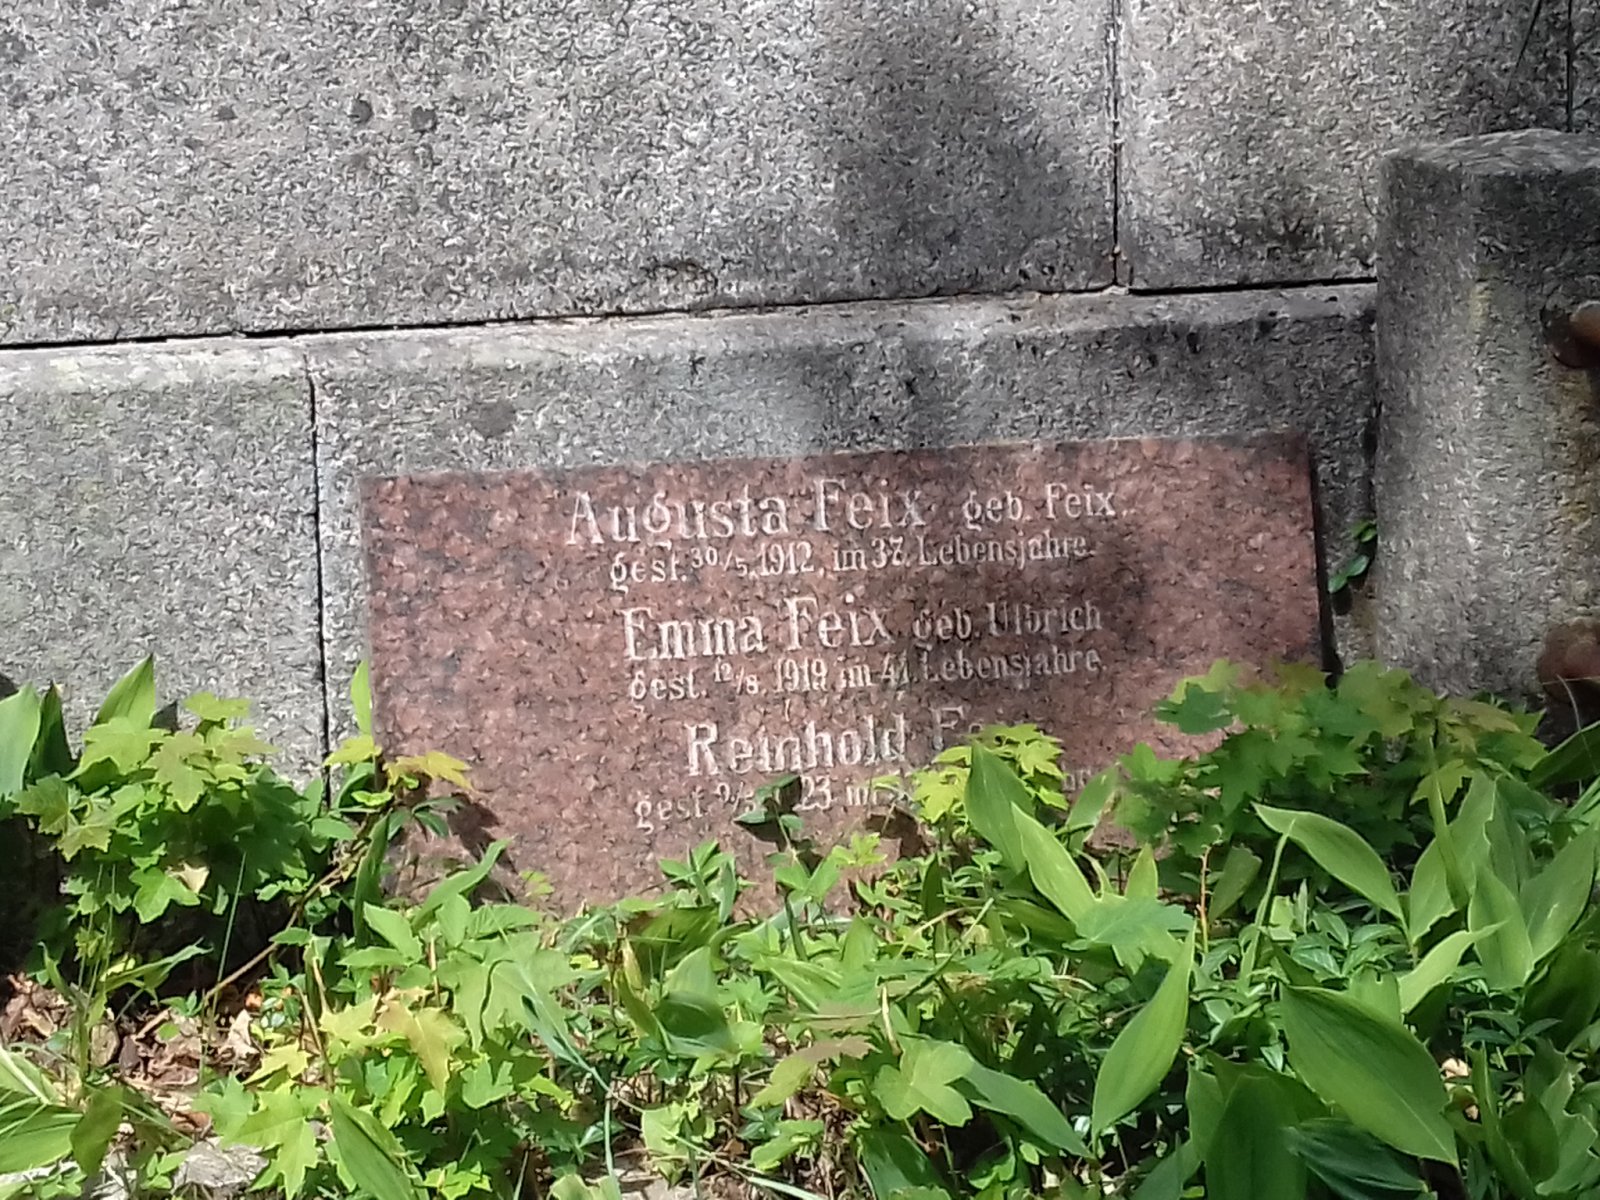 Augusta Feix geb. Feix.
gest. 30/5. 1912, im 37. Lebensjahre.
Emma Feix geb. Ulbrich
gest. 12/8. 1919 im 41. Lebensjahre.
Reinhold
gest. 23